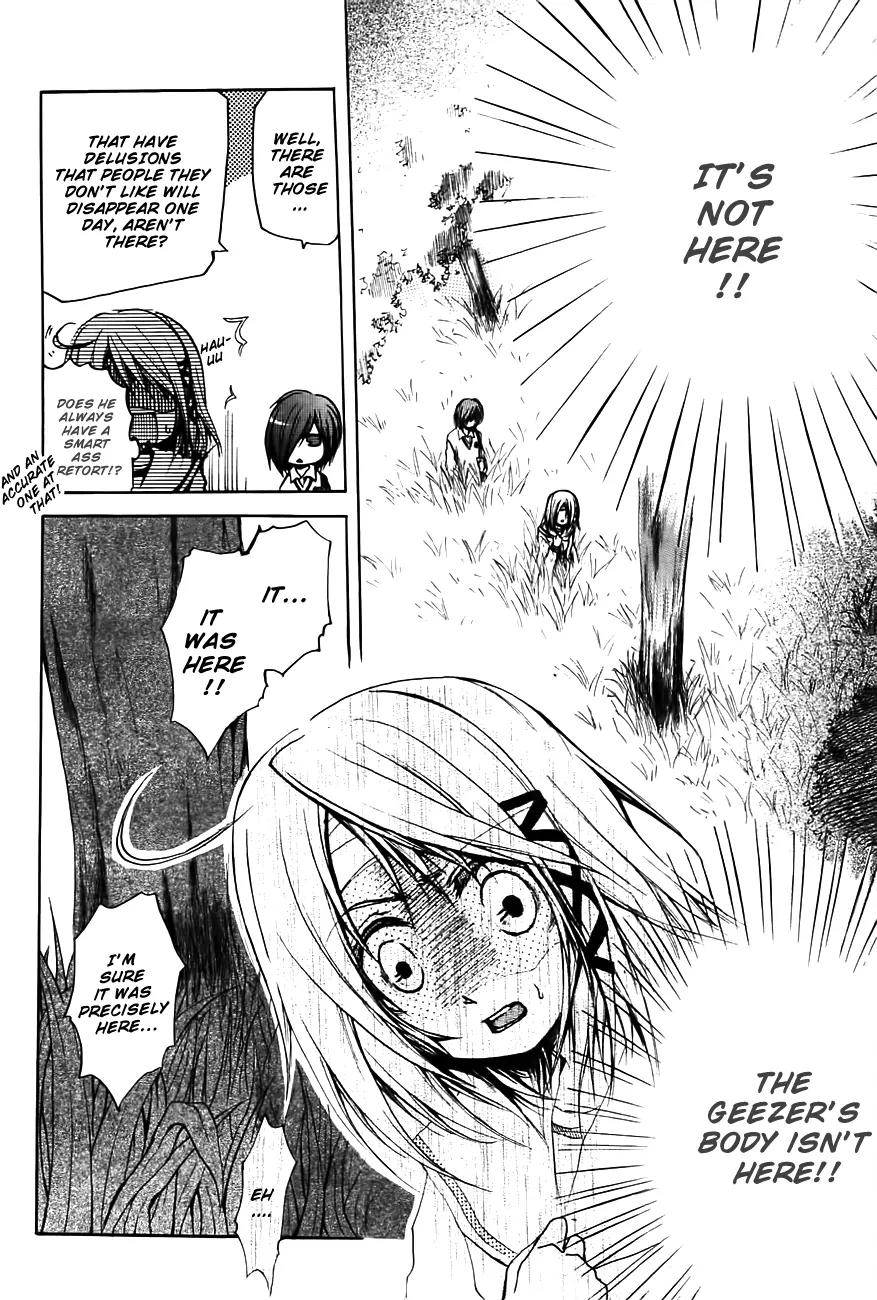 IT'S
NOT
HERE
!!
THE
GEEZER'S
BODY ISN'T
HERE!!
WELL,
THERE
ARE
THOSE
...
THAT HAVE
DELUSIONS
THAT PEOPLE THEY
DON'T LIKE WILL
DISAPPEAR ONE
DAY, AREN'T
THERE?
HAU-
UU
DOES HE
ALWAYS
HAVE A
SMART
ASS
RETORT!?
AND AN
ACCURATE
ONE AT
THAT!
IT...
IT
WAS
HERE
!!
I'M
SURE
IT WAS
PRECISELY
HERE...
EH
....